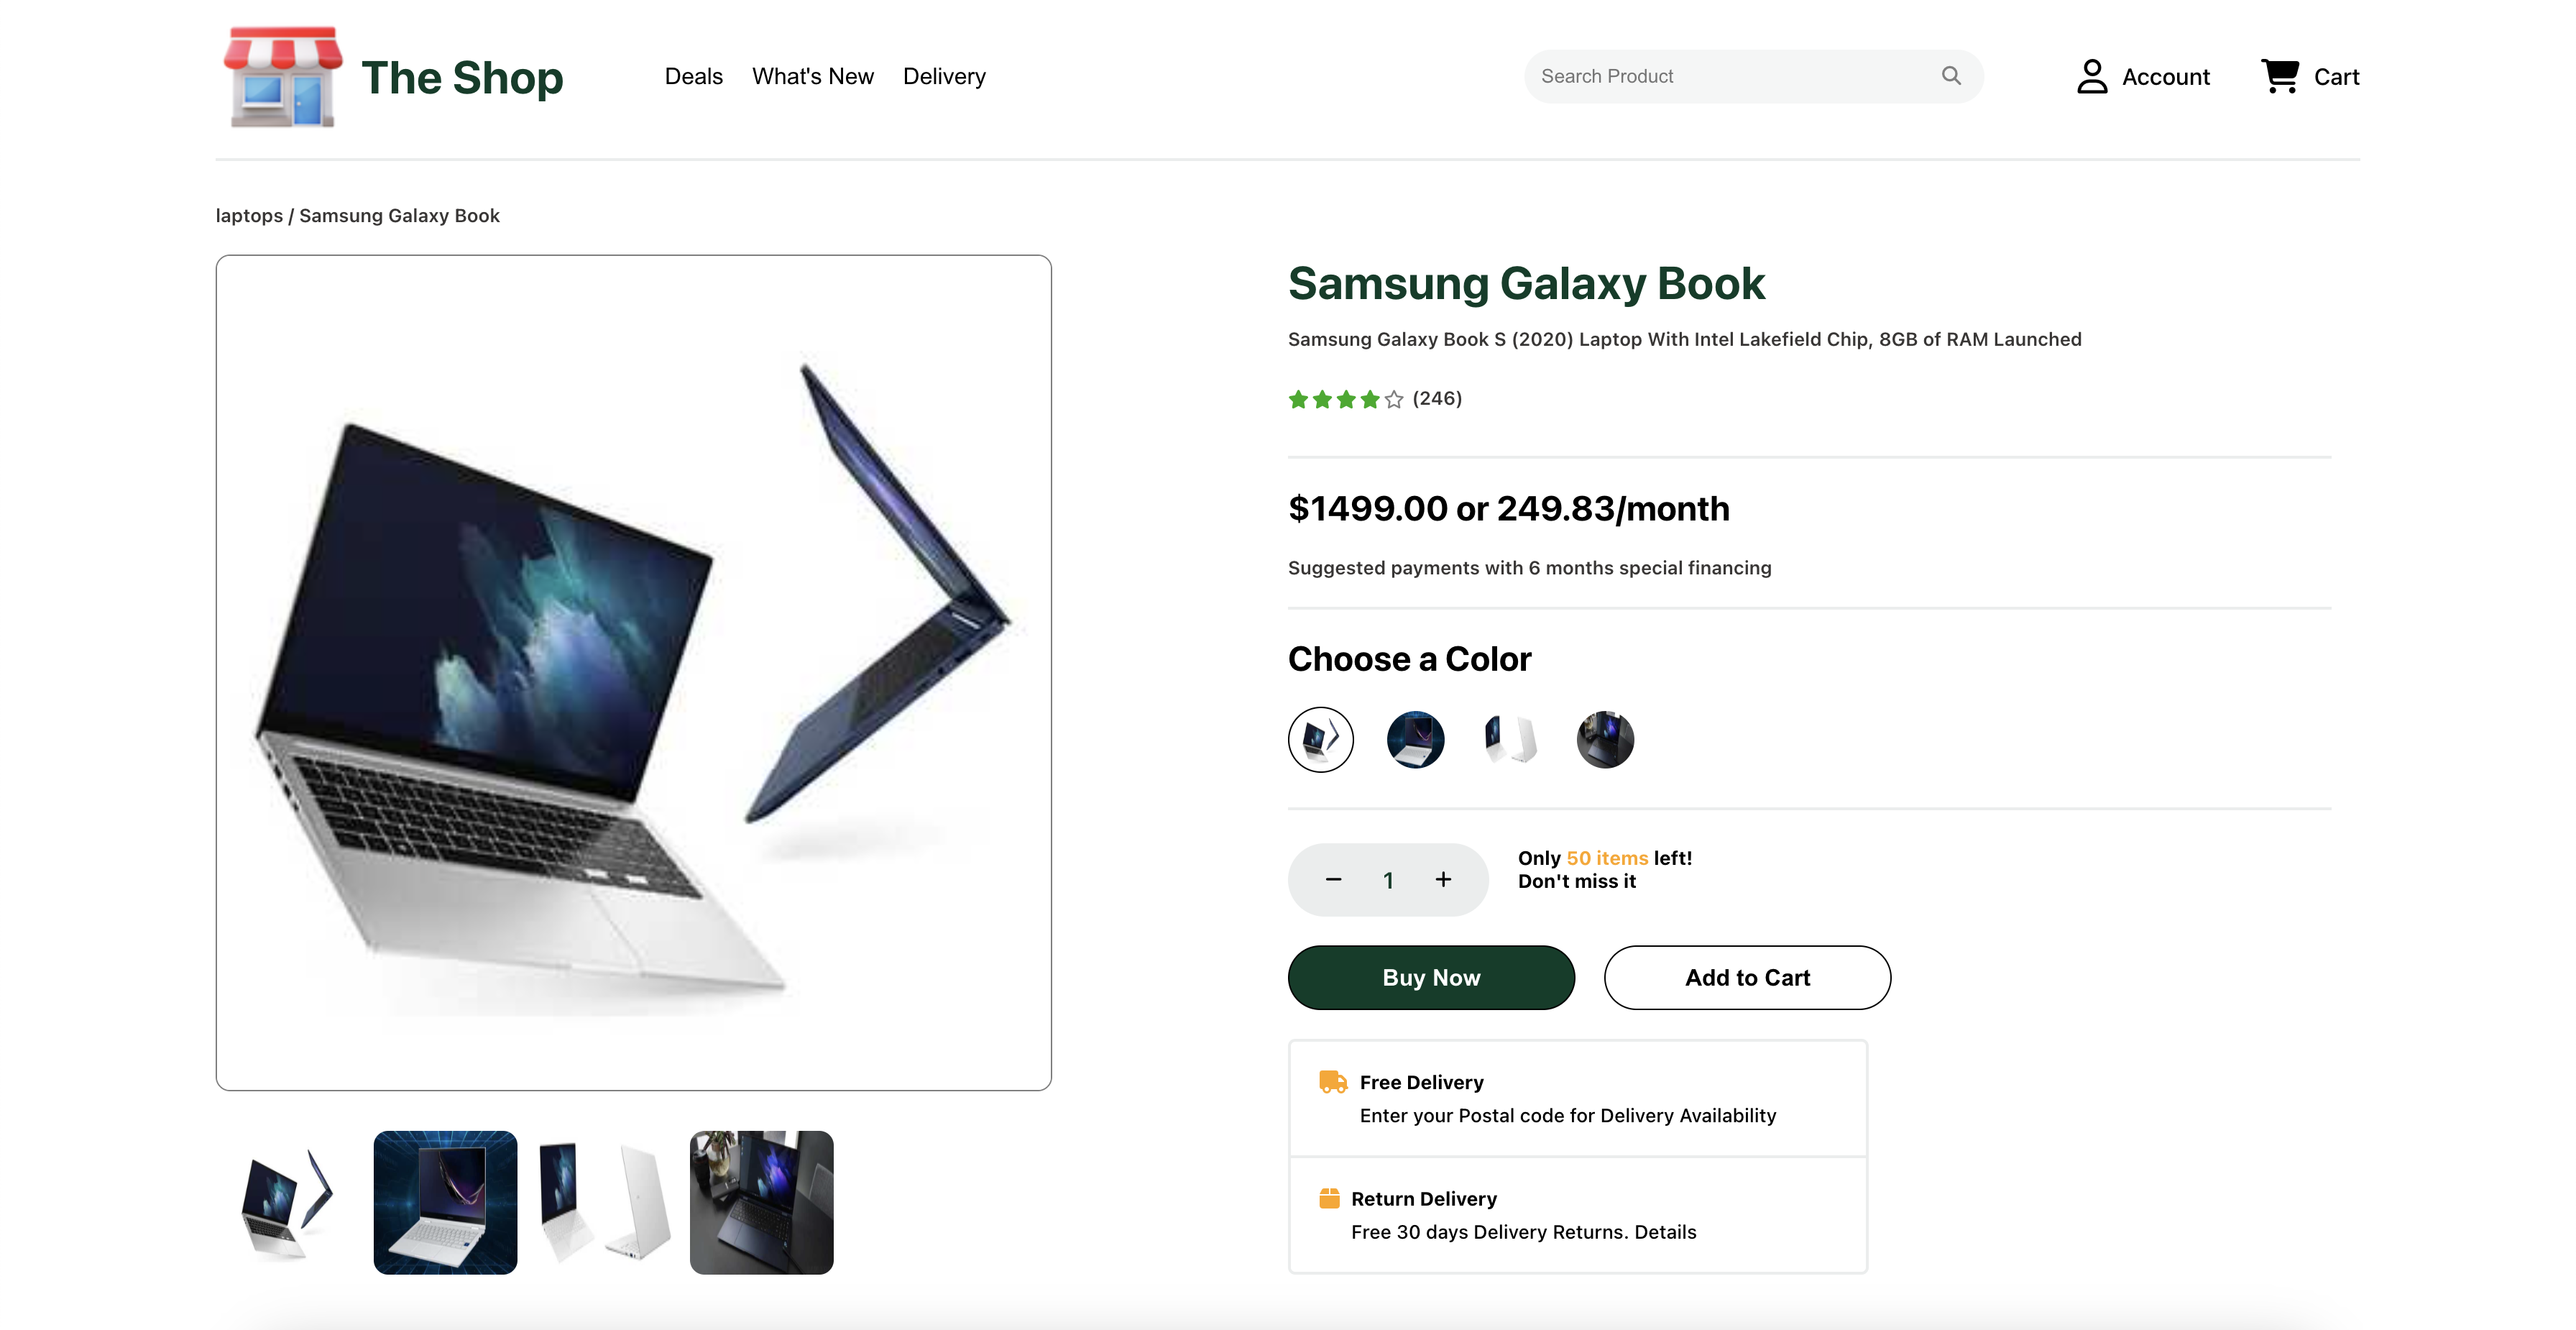 The Shop
Deals
What's New
Delivery
Search Product
Account
Cart
laptops / Samsung Galaxy Book
Samsung Galaxy Book
Samsung Galaxy Book S (2020) Laptop With Intel Lakefield Chip, 8GB of RAM Launched
(246)
$1499.00 or 249.83/month
Suggested payments with 6 months special financing
Choose a Color
1
Only 50 items left!
Don't miss it
Buy Now
Add to Cart
Free Delivery
Enter your Postal code for Delivery Availability
Return Delivery
Free 30 days Delivery Returns. Details